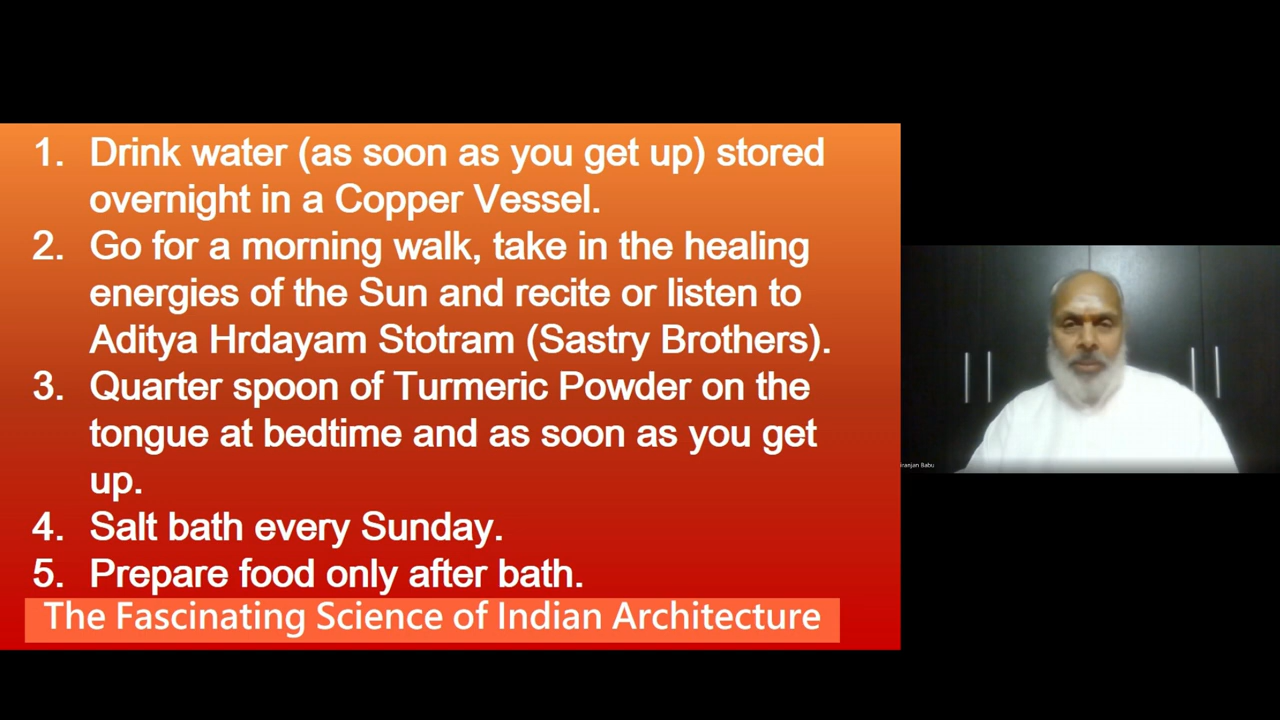 1. Drink water (as soon as you get up) stored
overnight in a Copper Vessel.
2. Go for a morning walk, take in the healing
energies of the Sun and recite or listen to
Aditya Hrdayam Stotram (Sastry Brothers).
3. Quarter spoon of Turmeric Powder on the
tongue at bedtime and as soon as you get
up.
4. Salt bath every Sunday.
5. Prepare food only after bath.
The Fascinating Science of Indian Architecture
Babu